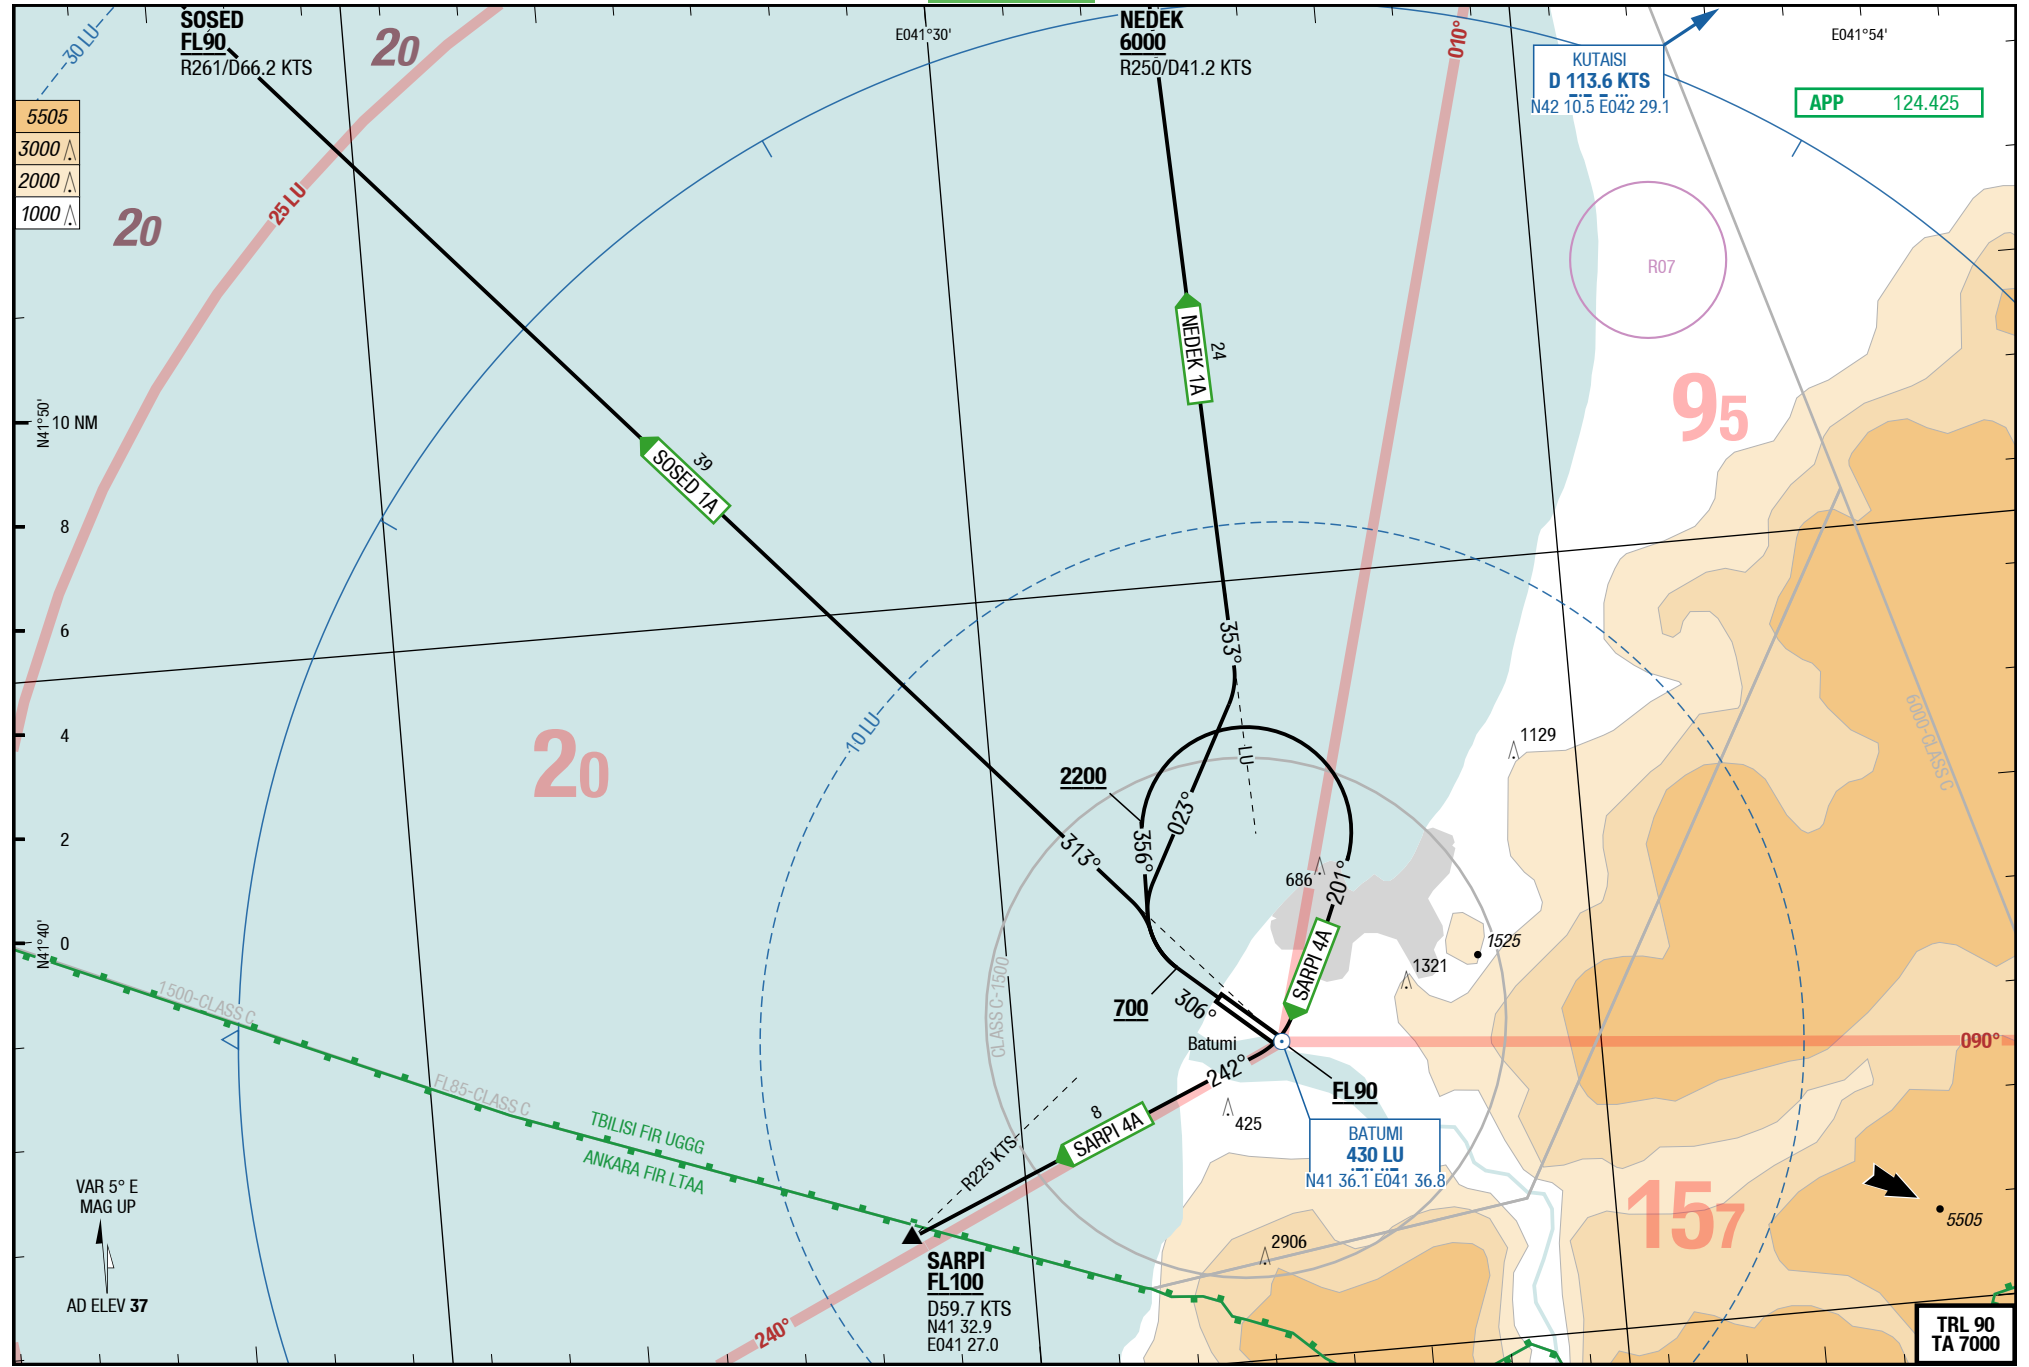 SOSED
FL90
R261/D66.2 KTS
30 LU
20
E041°30'
NEDEK
6000
R250/D41.2 KTS
010°
KUTAISI
D 113.6 KTS
N42 10.5 E042 29.1
E041°54'
APP 124.425
5505
3000
2000
1000
20
25 LU
R07
NEDEK 1A
24
95
N41°50'
10 NM
SOSED 1A
39
8
6
4
2
0
N41°40'
353°
10 LU
LU
20
2200
023°
356°
313°
6000-CLASS C
1129
686
201°
1525
1321
SARPI 4A
CLASS C-1500
700
306°
Batumi
242°
090°
1500-CLASS C
FL85-CLASS C
TBILISI FIR UGGG
ANKARA FIR LTAA
R225 KTS
8
SARPI 4A
425
FL90
BATUMI
430 LU
N41 36.1 E041 36.8
157
5505
2906
VAR 5° E
MAG UP
AD ELEV 37
SARPI
FL100
D59.7 KTS
N41 32.9
E041 27.0
240°
TRL 90
TA 7000